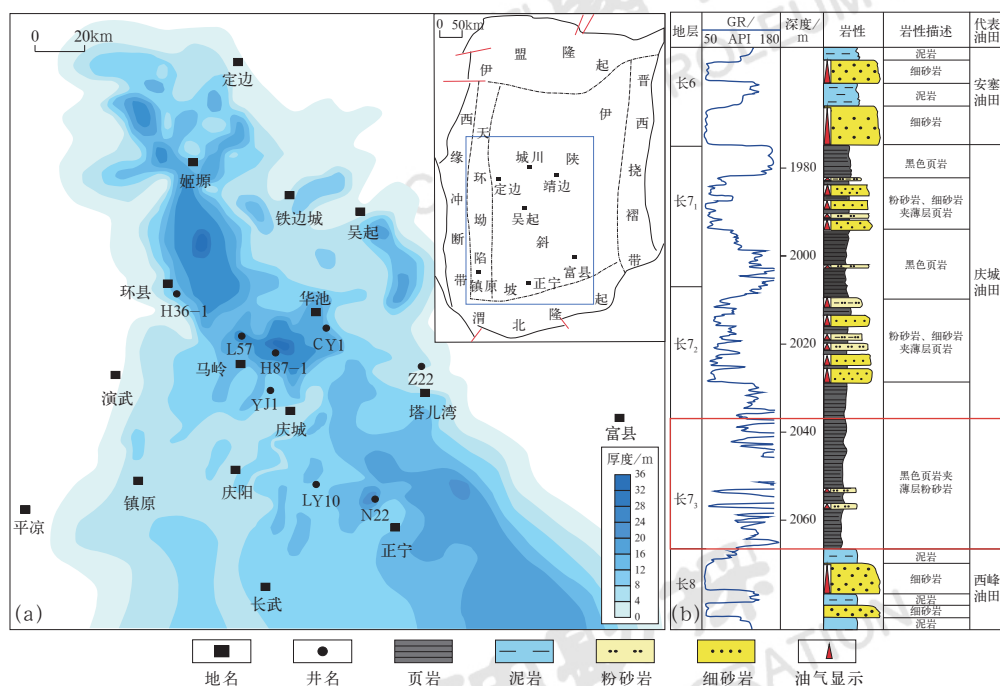 0 20km
定边
姬塬
铁边城
吴起
环县
H36-1
华池
CY1
L57
H87-1
马岭
Z22
YJ1
塔儿湾
演武
庆城
富县
庆阳
LY10
镇原
N22
平凉
正宁
长武
(a)
厚度/m
36
32
28
24
20
16
12
8
4
0
0 50km
伊盟隆起
西缘冲断带
天环坳陷
伊陕斜坡
晋西挠褶带
渭北隆起
城川
定边
靖边
吴起
富县
镇原
正宁
地层
GR/
50 API 180
深度/
m
岩性
岩性描述
代表
油田
长6
长7₁
长7₂
长7₃
长8
1980
2000
2020
2040
2060
泥岩
细砂岩
泥岩
细砂岩
黑色页岩
粉砂岩、细砂岩
夹薄层页岩
黑色页岩
粉砂岩、细砂岩
夹薄层页岩
黑色页岩夹
薄层粉砂岩
泥岩
细砂岩
泥岩
细砂岩
泥岩
安塞
油田
庆城
油田
西峰
油田
(b)
地名
井名
页岩
泥岩
粉砂岩
细砂岩
油气显示